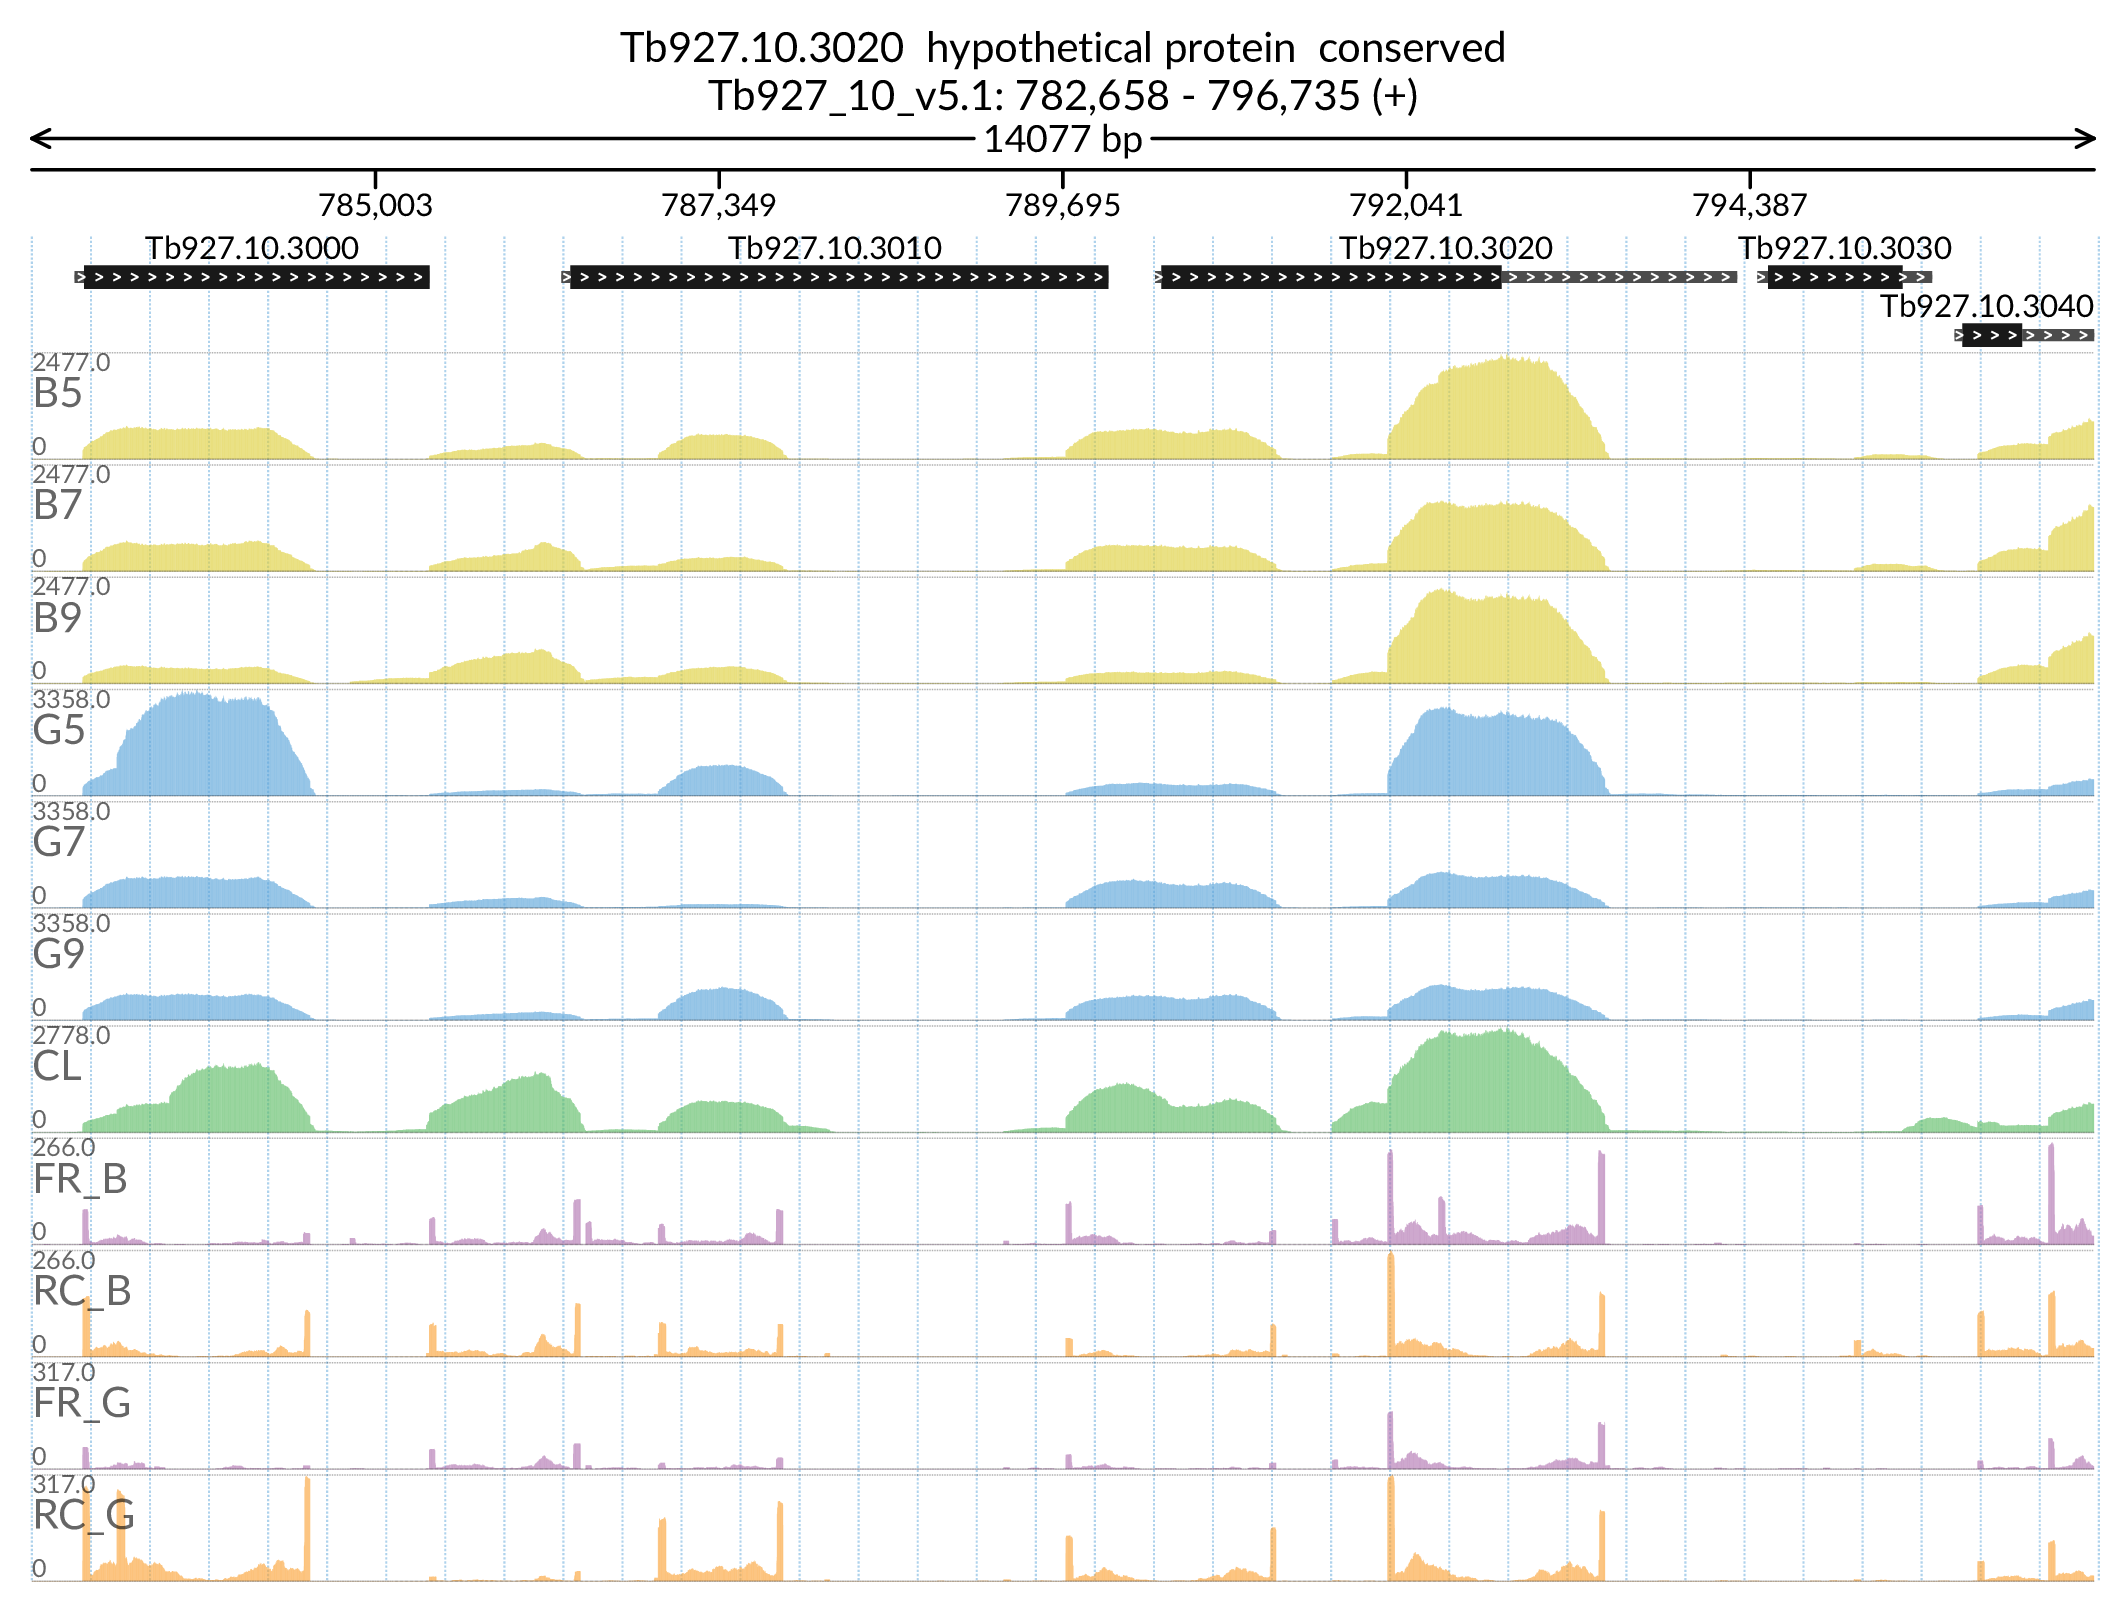 Tb927.10.3020  hypothetical protein  conserved
Tb927_10_v5.1: 782,658 - 796,735 (+)
14077 bp
785,003 787,349 789,695 792,041 794,387
Tb927.10.3000 Tb927.10.3010 Tb927.10.3020 Tb927.10.3030
Tb927.10.3040
2477.0
B5
0
2477.0
B7
0
2477.0
B9
0
3358.0
G5
0
3358.0
G7
0
3358.0
G9
0
2778.0
CL
0
266.0
FR_B
0
266.0
RC_B
0
317.0
FR_G
0
317.0
RC_G
0